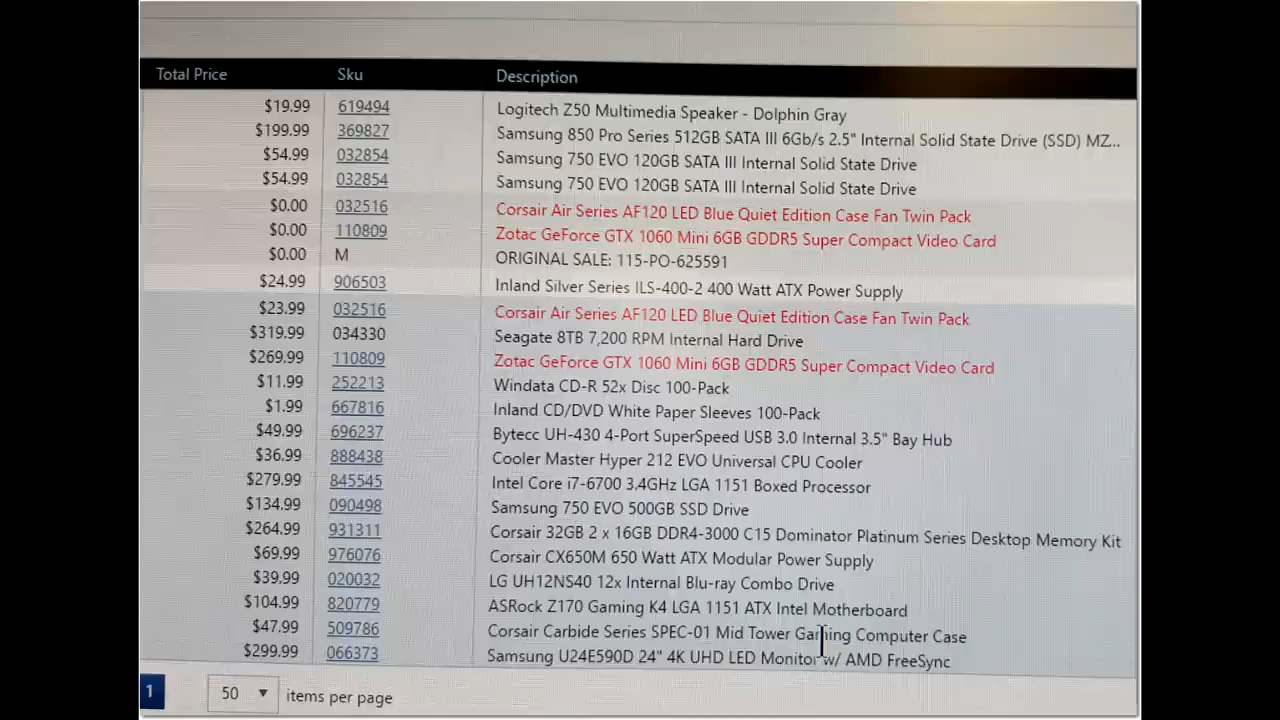 Total Price Sku Description
$19.99 619494 Logitech Z50 Multimedia Speaker - Dolphin Gray
$199.99 369827 Samsung 850 Pro Series 512GB SATA III 6Gb/s 2.5" Internal Solid State Drive (SSD) MZ...
$54.99 032854 Samsung 750 EVO 120GB SATA III Internal Solid State Drive
$54.99 032854 Samsung 750 EVO 120GB SATA III Internal Solid State Drive
$0.00 032516 Corsair Air Series AF120 LED Blue Quiet Edition Case Fan Twin Pack
$0.00 110809 Zotac GeForce GTX 1060 Mini 6GB GDDR5 Super Compact Video Card
$0.00 M ORIGINAL SALE: 115-PO-625591
$24.99 906503 Inland Silver Series ILS-400-2 400 Watt ATX Power Supply
$23.99 032516 Corsair Air Series AF120 LED Blue Quiet Edition Case Fan Twin Pack
$319.99 034330 Seagate 8TB 7,200 RPM Internal Hard Drive
$269.99 110809 Zotac GeForce GTX 1060 Mini 6GB GDDR5 Super Compact Video Card
$11.99 252213 Windata CD-R 52x Disc 100-Pack
$1.99 667816 Inland CD/DVD White Paper Sleeves 100-Pack
$49.99 696237 Bytecc UH-430 4-Port SuperSpeed USB 3.0 Internal 3.5" Bay Hub
$36.99 888438 Cooler Master Hyper 212 EVO Universal CPU Cooler
$279.99 845545 Intel Core i7-6700 3.4GHz LGA 1151 Boxed Processor
$134.99 090498 Samsung 750 EVO 500GB SSD Drive
$264.99 931311 Corsair 32GB 2 x 16GB DDR4-3000 C15 Dominator Platinum Series Desktop Memory Kit
$69.99 976076 Corsair CX650M 650 Watt ATX Modular Power Supply
$39.99 020032 LG UH12NS40 12x Internal Blu-ray Combo Drive
$104.99 820779 ASRock Z170 Gaming K4 LGA 1151 ATX Intel Motherboard
$47.99 509786 Corsair Carbide Series SPEC-01 Mid Tower Gaming Computer Case
$299.99 066373 Samsung U24E590D 24" 4K UHD LED Monitor w/ AMD FreeSync
1 50 items per page